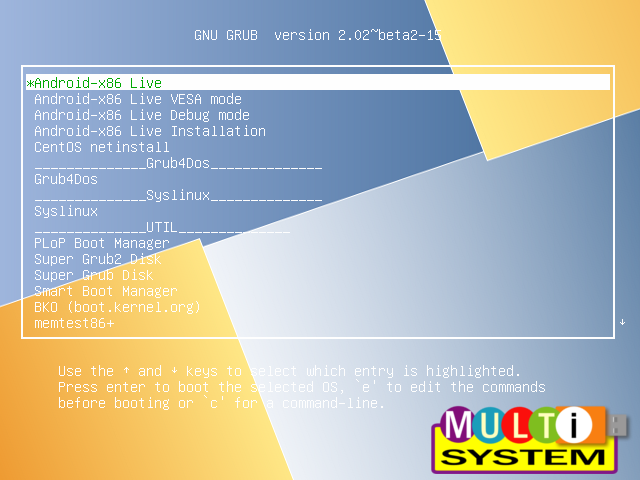 GNU GRUB  version 2.02~beta2-15
*Android-x86 Live
Android-x86 Live VESA mode
Android-x86 Live Debug mode
Android-x86 Live Installation
CentOS netinstall
______________Grub4Dos______________
Grub4Dos
______________Syslinux______________
Syslinux
______________UTIL______________
PLoP Boot Manager
Super Grub2 Disk
Super Grub Disk
Smart Boot Manager
BKO (boot.kernel.org)
memtest86+ ↓
Use the ↑ and ↓ keys to select which entry is highlighted.
Press enter to boot the selected OS, `e' to edit the commands
before booting or `c' for a command-line.
MULTi
SYSTEM